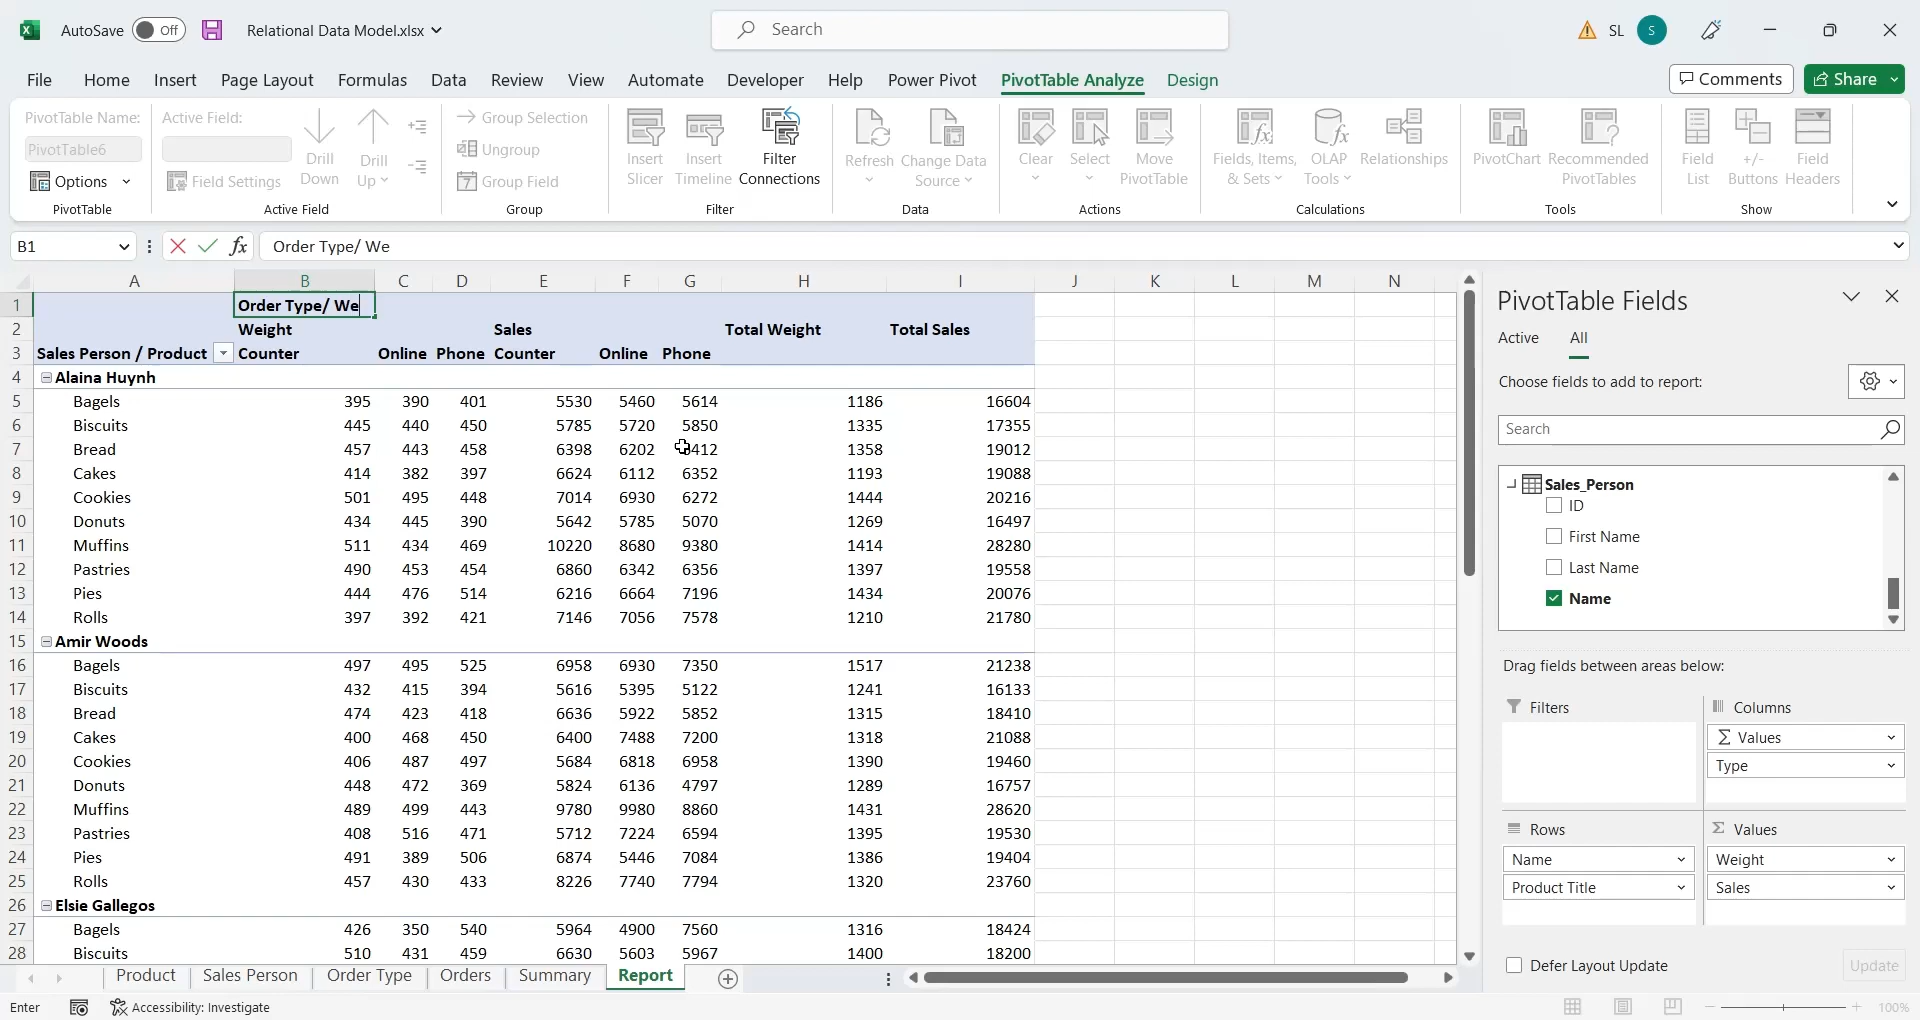 AutoSave Off Relational Data Model.xlsx Search SL S
File Home Insert Page Layout Formulas Data Review View Automate Developer Help Power Pivot PivotTable Analyze Design Comments Share
PivotTable Name:
PivotTable6
Options
PivotTable
Active Field:
Field Settings
Drill
Down
Drill
Up
Active Field
Group Selection
Ungroup
Group Field
Group
Insert
Slicer
Insert
Timeline
Filter
Connections
Filter
Refresh
Change Data
Source
Data
Clear
Select
Move
PivotTable
Actions
Fields, Items,
& Sets
OLAP
Tools
Relationships
Calculations
PivotChart
Recommended
PivotTables
Tools
Field
List
+/-
Buttons
Field
Headers
Show
B1 fx Order Type/ We
A B C D E F G H I J K L M N
1 Order Type/ We
2 Weight Sales Total Weight Total Sales
3 Sales Person / Product Counter Online Phone Counter Online Phone
4 Alaina Huynh
5 Bagels 395 390 401 5530 5460 5614 1186 16604
6 Biscuits 445 440 450 5785 5720 5850 1335 17355
7 Bread 457 443 458 6398 6202 412 1358 19012
8 Cakes 414 382 397 6624 6112 6352 1193 19088
9 Cookies 501 495 448 7014 6930 6272 1444 20216
10 Donuts 434 445 390 5642 5785 5070 1269 16497
11 Muffins 511 434 469 10220 8680 9380 1414 28280
12 Pastries 490 453 454 6860 6342 6356 1397 19558
13 Pies 444 476 514 6216 6664 7196 1434 20076
14 Rolls 397 392 421 7146 7056 7578 1210 21780
15 Amir Woods
16 Bagels 497 495 525 6958 6930 7350 1517 21238
17 Biscuits 432 415 394 5616 5395 5122 1241 16133
18 Bread 474 423 418 6636 5922 5852 1315 18410
19 Cakes 400 468 450 6400 7488 7200 1318 21088
20 Cookies 406 487 497 5684 6818 6958 1390 19460
21 Donuts 448 472 369 5824 6136 4797 1289 16757
22 Muffins 489 499 443 9780 9980 8860 1431 28620
23 Pastries 408 516 471 5712 7224 6594 1395 19530
24 Pies 491 389 506 6874 5446 7084 1386 19404
25 Rolls 457 430 433 8226 7740 7794 1320 23760
26 Elsie Gallegos
27 Bagels 426 350 540 5964 4900 7560 1316 18424
28 Biscuits 510 431 459 6630 5603 5967 1400 18200
Product Sales Person Order Type Orders Summary Report
Enter Accessibility: Investigate 100%
PivotTable Fields
Active All
Choose fields to add to report:
Search
Sales_Person
ID
First Name
Last Name
Name
Drag fields between areas below:
Filters
Columns
Σ Values
Type
Rows
Name
Product Title
Σ Values
Weight
Sales
Defer Layout Update Update